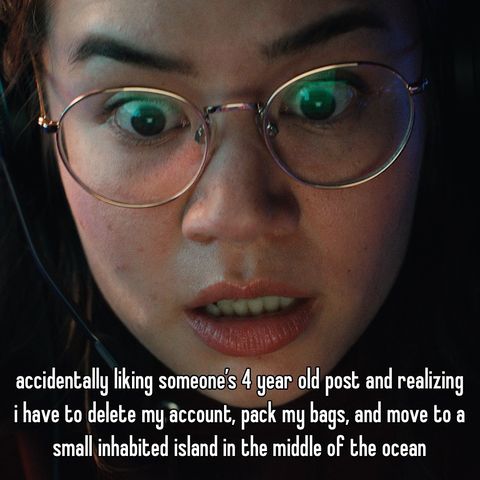 accidentally liking someone's 4 year old post and realizing
i have to delete my account, pack my bags, and move to a
small inhabited island in the middle of the ocean